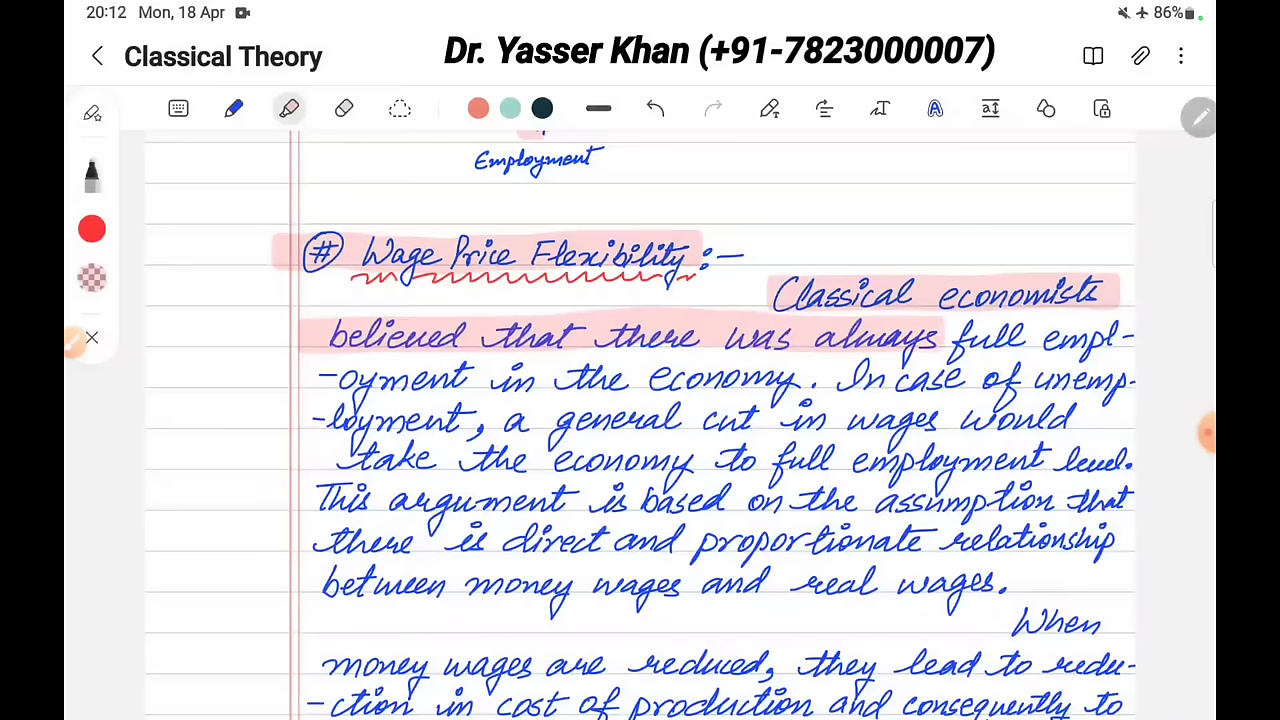 20:12 Mon, 18 Apr
86%
Classical Theory
Dr. Yasser Khan (+91-7823000007)
Employment
# Wage Price Flexibility :-
Classical economists
believed that there was always full empl-
-oyment in the economy. In case of unemp-
-loyment, a general cut in wages would
take the economy to full employment level.
This argument is based on the assumption that
there is direct and proportionate relationship
between money wages and real wages.
When
money wages are reduced, they lead to redu-
-ction in cost of production and consequently to